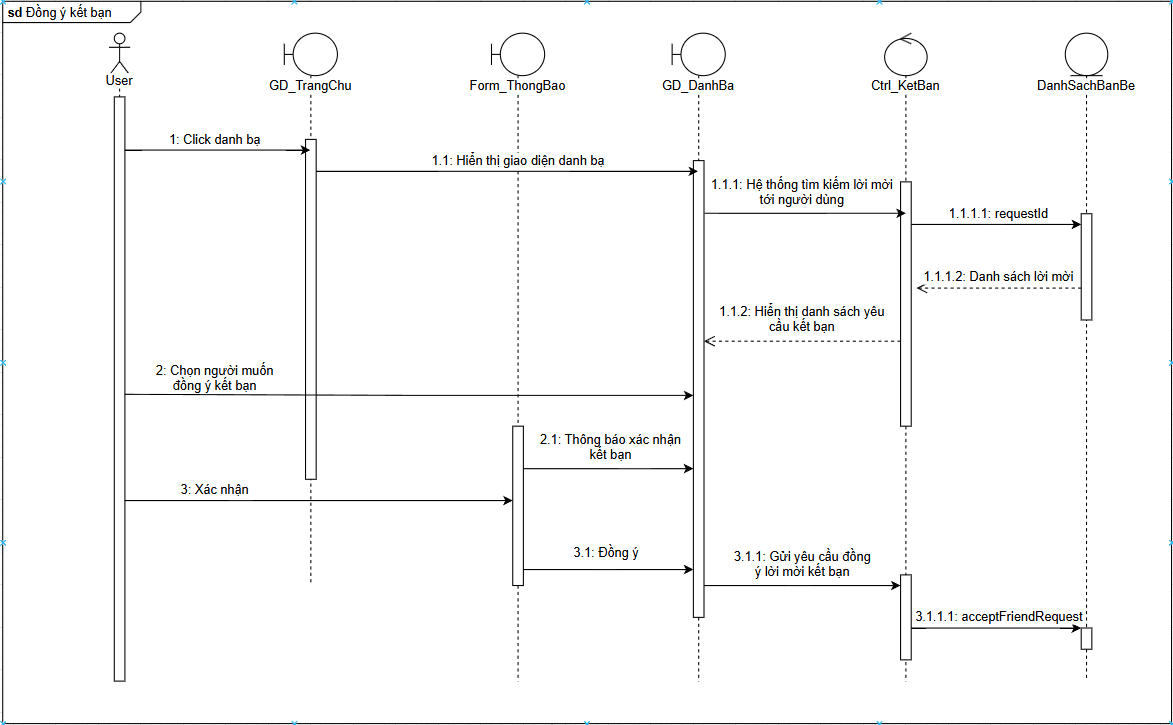 sd Đồng ý kết bạn
User
GD_TrangChu
Form_ThongBao
GD_DanhBa
Ctrl_KetBan
DanhSachBanBe
1: Click danh bạ
1.1: Hiển thị giao diện danh bạ
1.1.1: Hệ thống tìm kiếm lời mời
tới người dùng
1.1.1.1: requestId
1.1.1.2: Danh sách lời mời
1.1.2: Hiển thị danh sách yêu
cầu kết bạn
2: Chọn người muốn
đồng ý kết bạn
2.1: Thông báo xác nhận
kết bạn
3: Xác nhận
3.1: Đồng ý
3.1.1: Gửi yêu cầu đồng
ý lời mời kết bạn
3.1.1.1: acceptFriendRequest